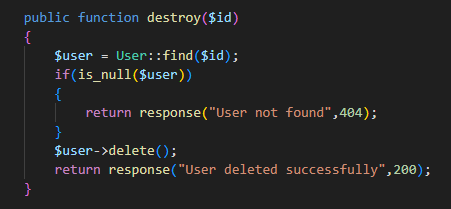 public function destroy($id)
{
    $user = User::find($id);
    if(is_null($user))
    {
        return response("User not found",404);
    }
    $user->delete();
    return response("User deleted successfully",200);
}